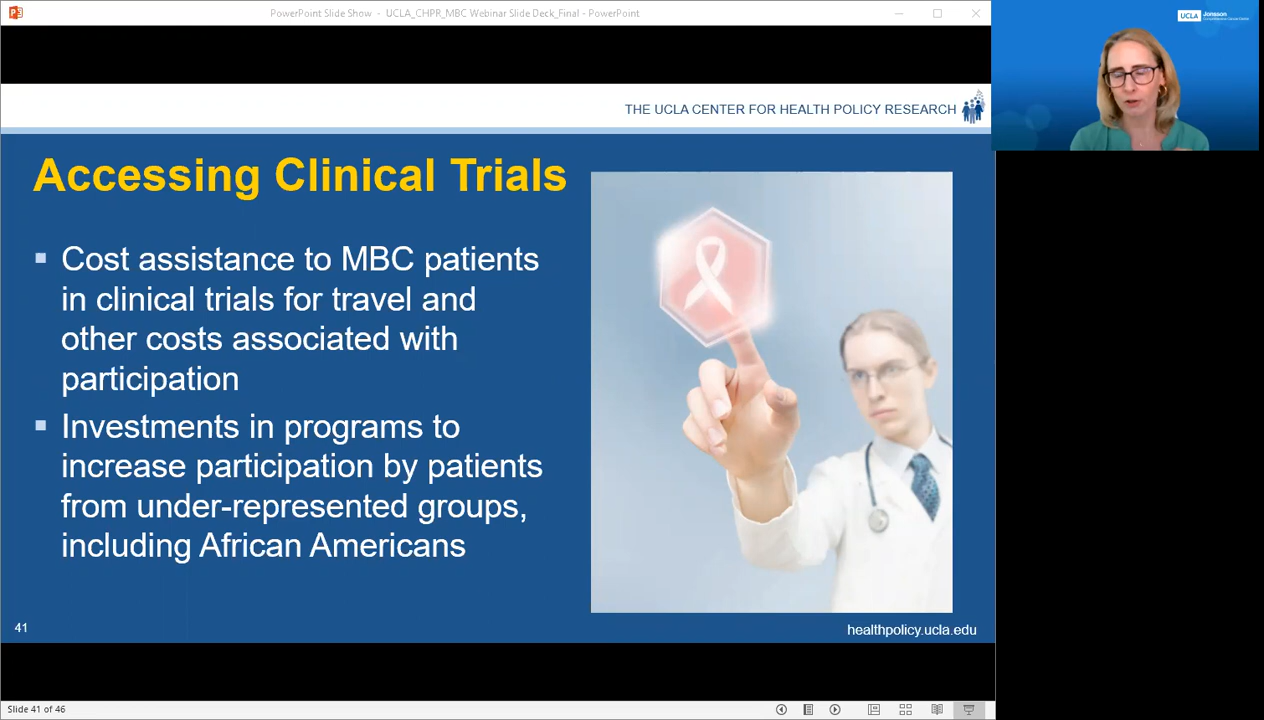 PowerPoint Slide Show - UCLA_CHPR_MBC Webinar Slide Deck_Final - PowerPoint
UCLA
Jonsson
THE UCLA CENTER FOR HEALTH POLICY RESEARCH
Accessing Clinical Trials
▪ Cost assistance to MBC patients
in clinical trials for travel and
other costs associated with
participation
▪ Investments in programs to
increase participation by patients
from under-represented groups,
including African Americans
41
healthpolicy.ucla.edu
Slide 41 of 46